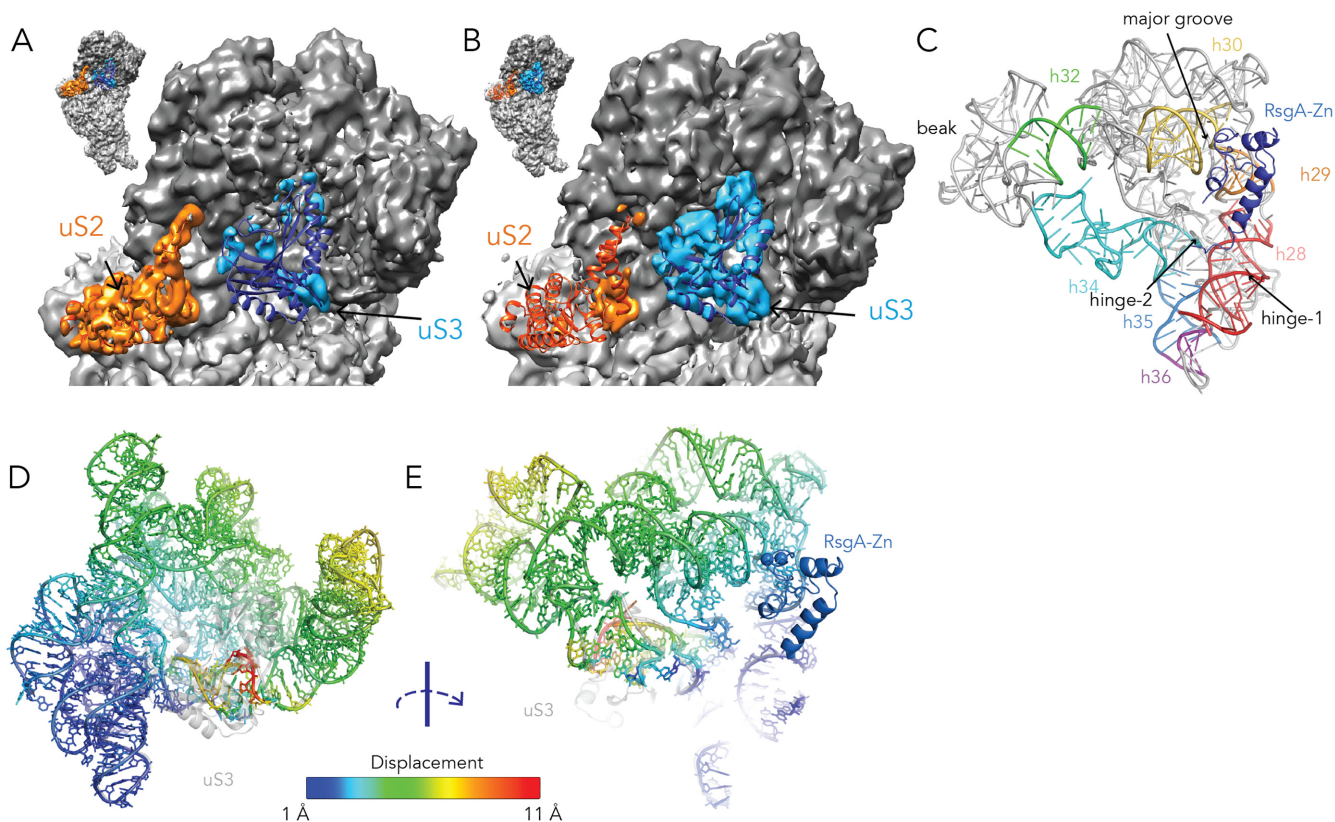 A
uS2
uS3
B
uS2
uS3
C
major groove
h30
h32
RsgA-Zn
beak
h29
h28
h34
hinge-2
hinge-1
h35
h36
D
uS3
E
RsgA-Zn
uS3
Displacement
1 Å
11 Å